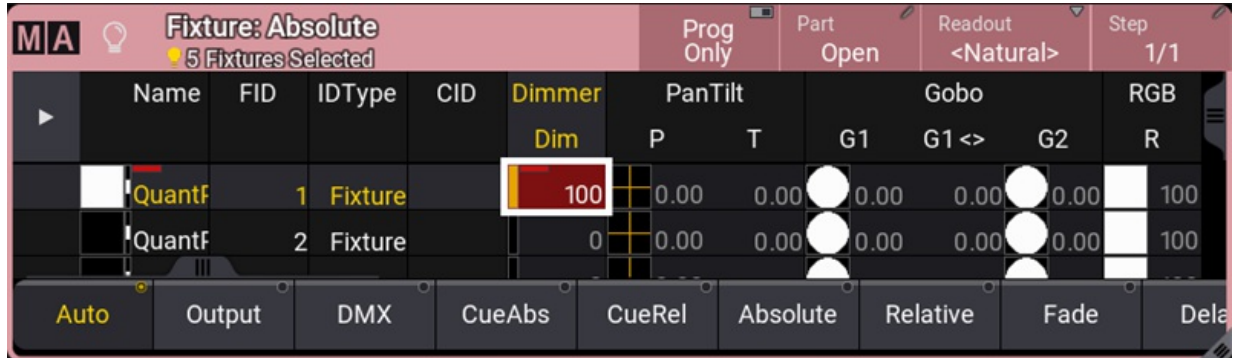 MA Fixture: Absolute Prog Part Readout Step
5 Fixtures Selected Only Open <Natural> 1/1
Name FID IDType CID Dimmer PanTilt Gobo RGB
Dim P T G1 G1 <> G2 R
QuantF 1 Fixture 100 0.00 0.00 0.00 0.00 0.00 100
QuantF 2 Fixture 0 0.00 0.00 0.00 0.00 0.00 100
Auto Output DMX CueAbs CueRel Absolute Relative Fade Dela